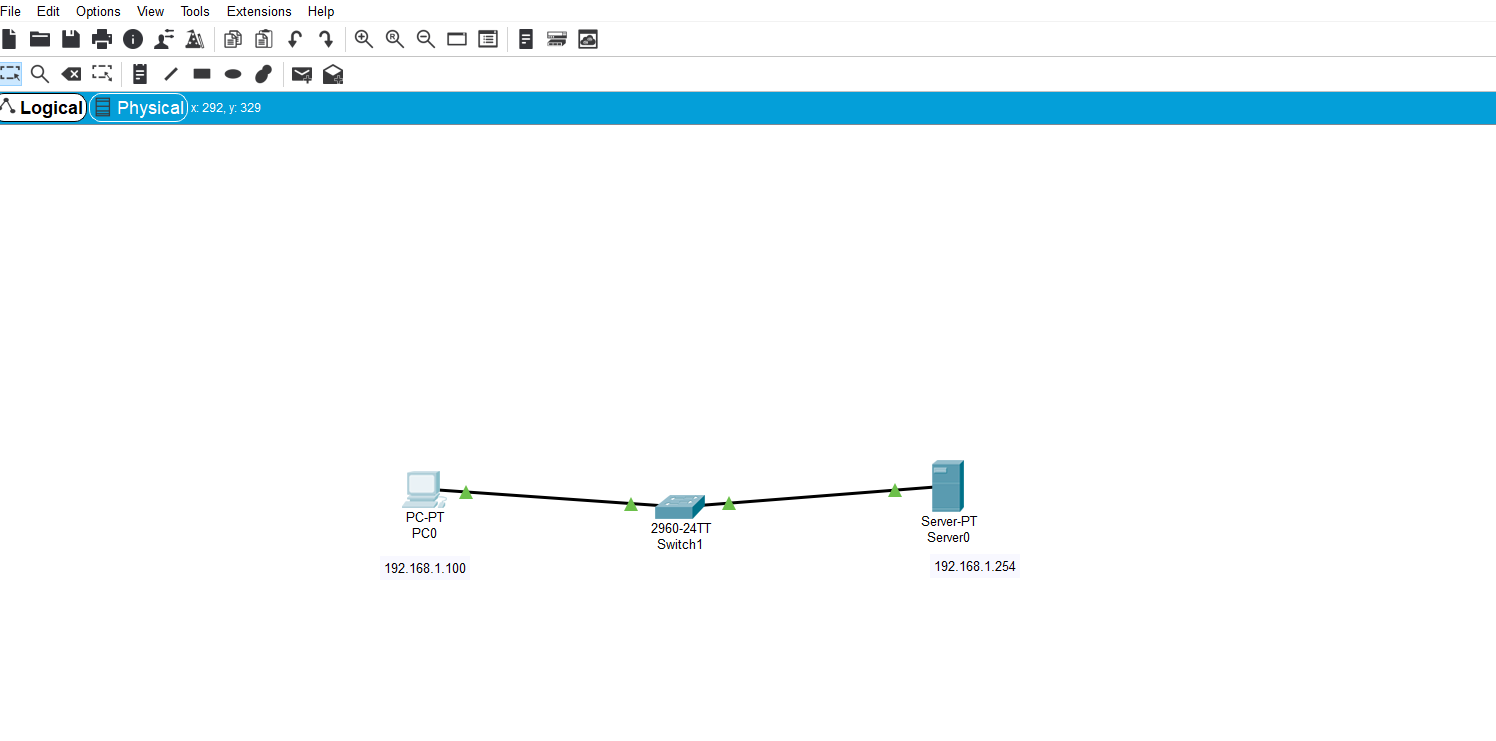 File Edit Options View Tools Extensions Help
Logical Physical x: 292, y: 329
PC-PT
PC0
192.168.1.100
2960-24TT
Switch1
Server-PT
Server0
192.168.1.254